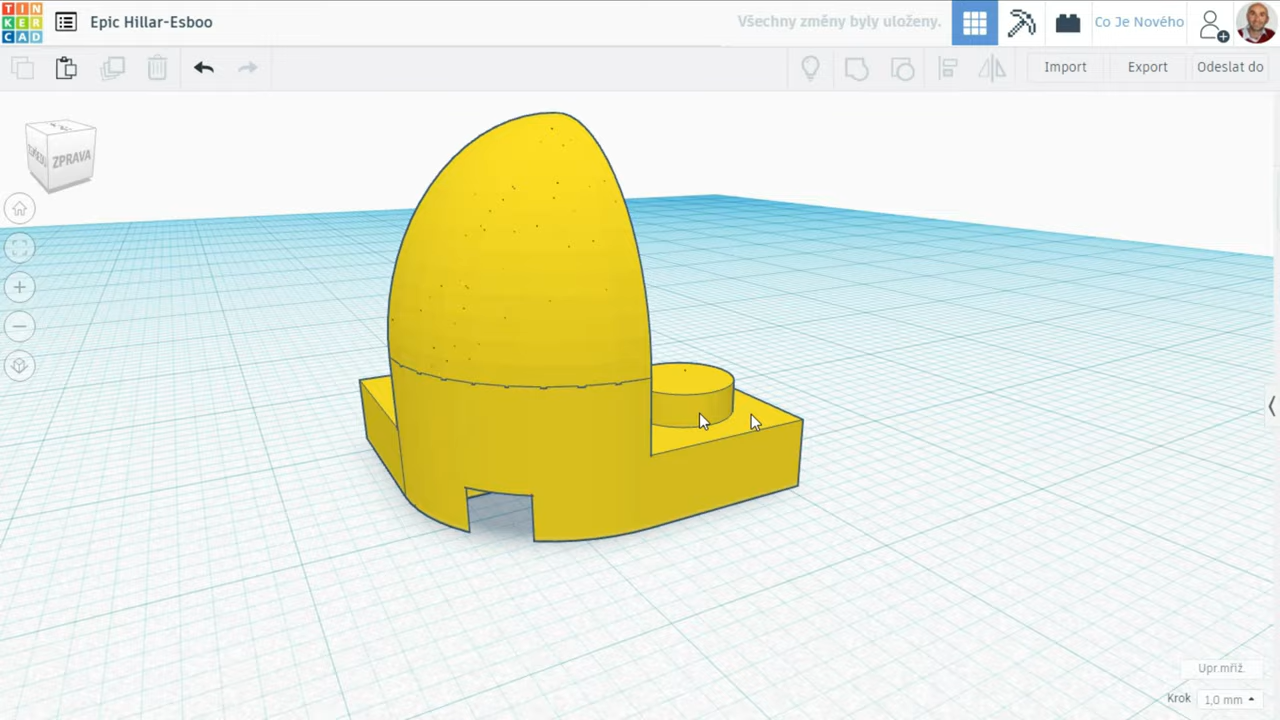 TIN
KER
CAD
Epic Hillar-Esboo
Všechny změny byly uloženy.
Co Je Nového
Import
Export
Odeslat do
ZPRAVA
Upr.mříž.
Krok
1,0 mm